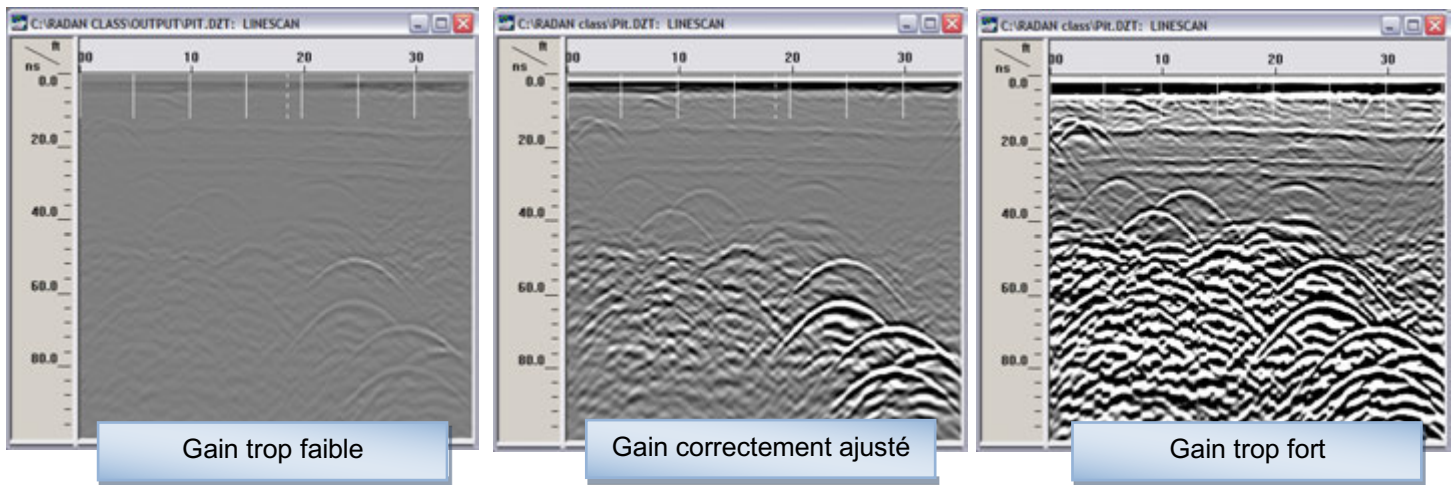 C:\RADAN CLASS\OUTPUT\PIT.DZT: LINESCAN
ft
ns
00 10 20 30
0.0
20.0
40.0
60.0
80.0
Gain trop faible
C:\RADAN class\Pit.DZT: LINESCAN
ft
ns
00 10 20 30
0.0
20.0
40.0
60.0
80.0
Gain correctement ajusté
C:\RADAN class\Pit.DZT: LINESCAN
ft
ns
00 10 20 30
0.0
20.0
40.0
60.0
80.0
Gain trop fort